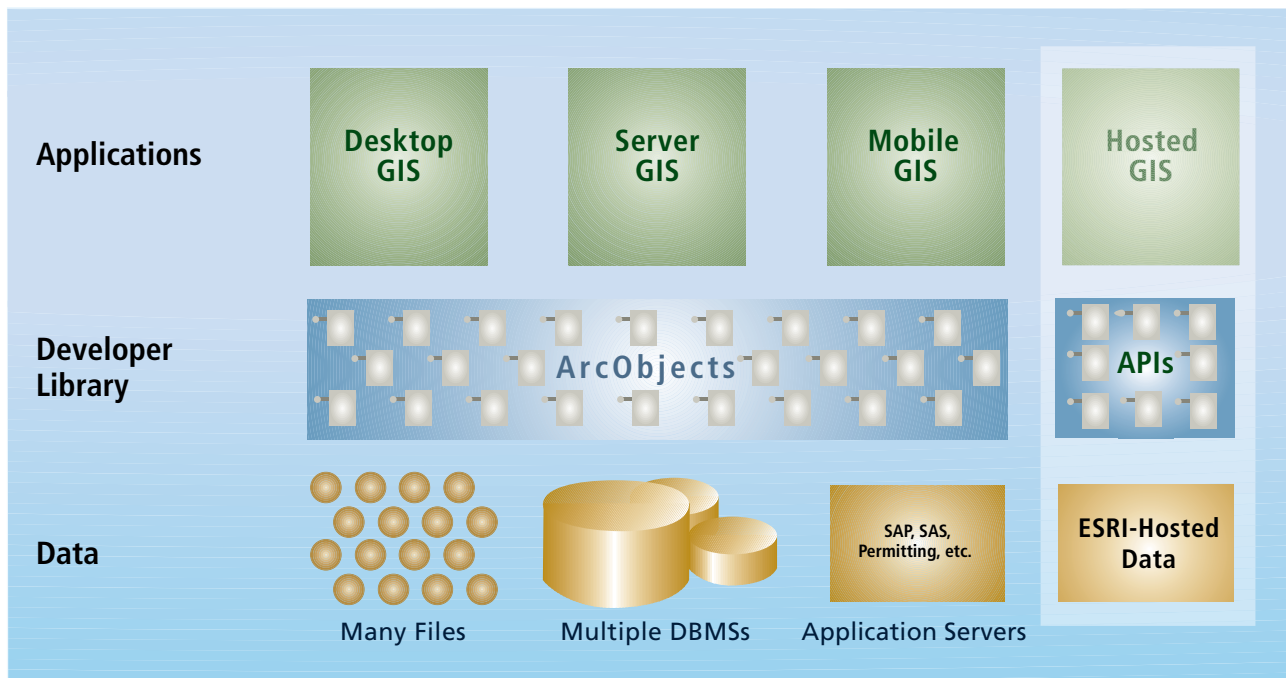 Applications
Desktop
GIS
Server
GIS
Mobile
GIS
Hosted
GIS
Developer
Library
ArcObjects
APIs
Data
SAP, SAS,
Permitting, etc.
ESRI-Hosted
Data
Many Files
Multiple DBMSs
Application Servers